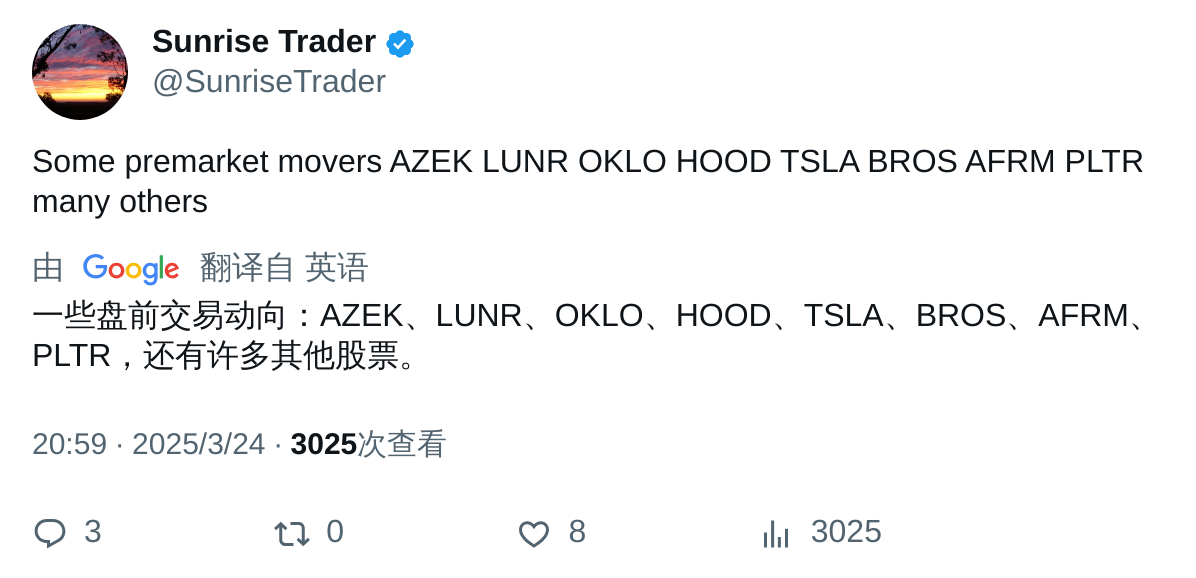 Sunrise Trader
@SunriseTrader
Some premarket movers AZEK LUNR OKLO HOOD TSLA BROS AFRM PLTR
many others
由 Google 翻译自 英语
一些盘前交易动向：AZEK、LUNR、OKLO、HOOD、TSLA、BROS、AFRM、
PLTR，还有许多其他股票。
20:59 · 2025/3/24 · 3025次查看
3 0 8 3025